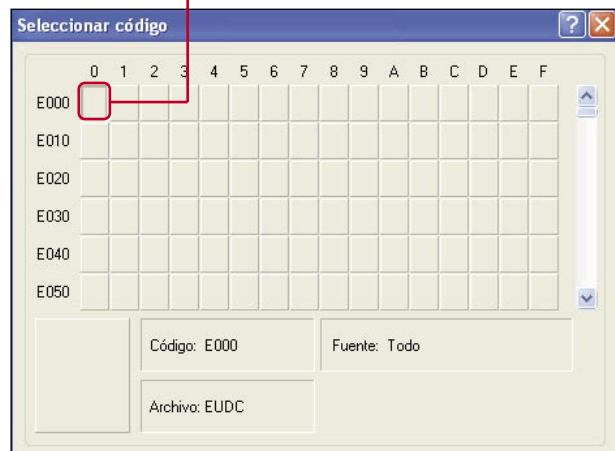 Seleccionar código
0 1 2 3 4 5 6 7 8 9 A B C D E F
E000
E010
E020
E030
E040
E050
Código: E000
Fuente: Todo
Archivo: EUDC